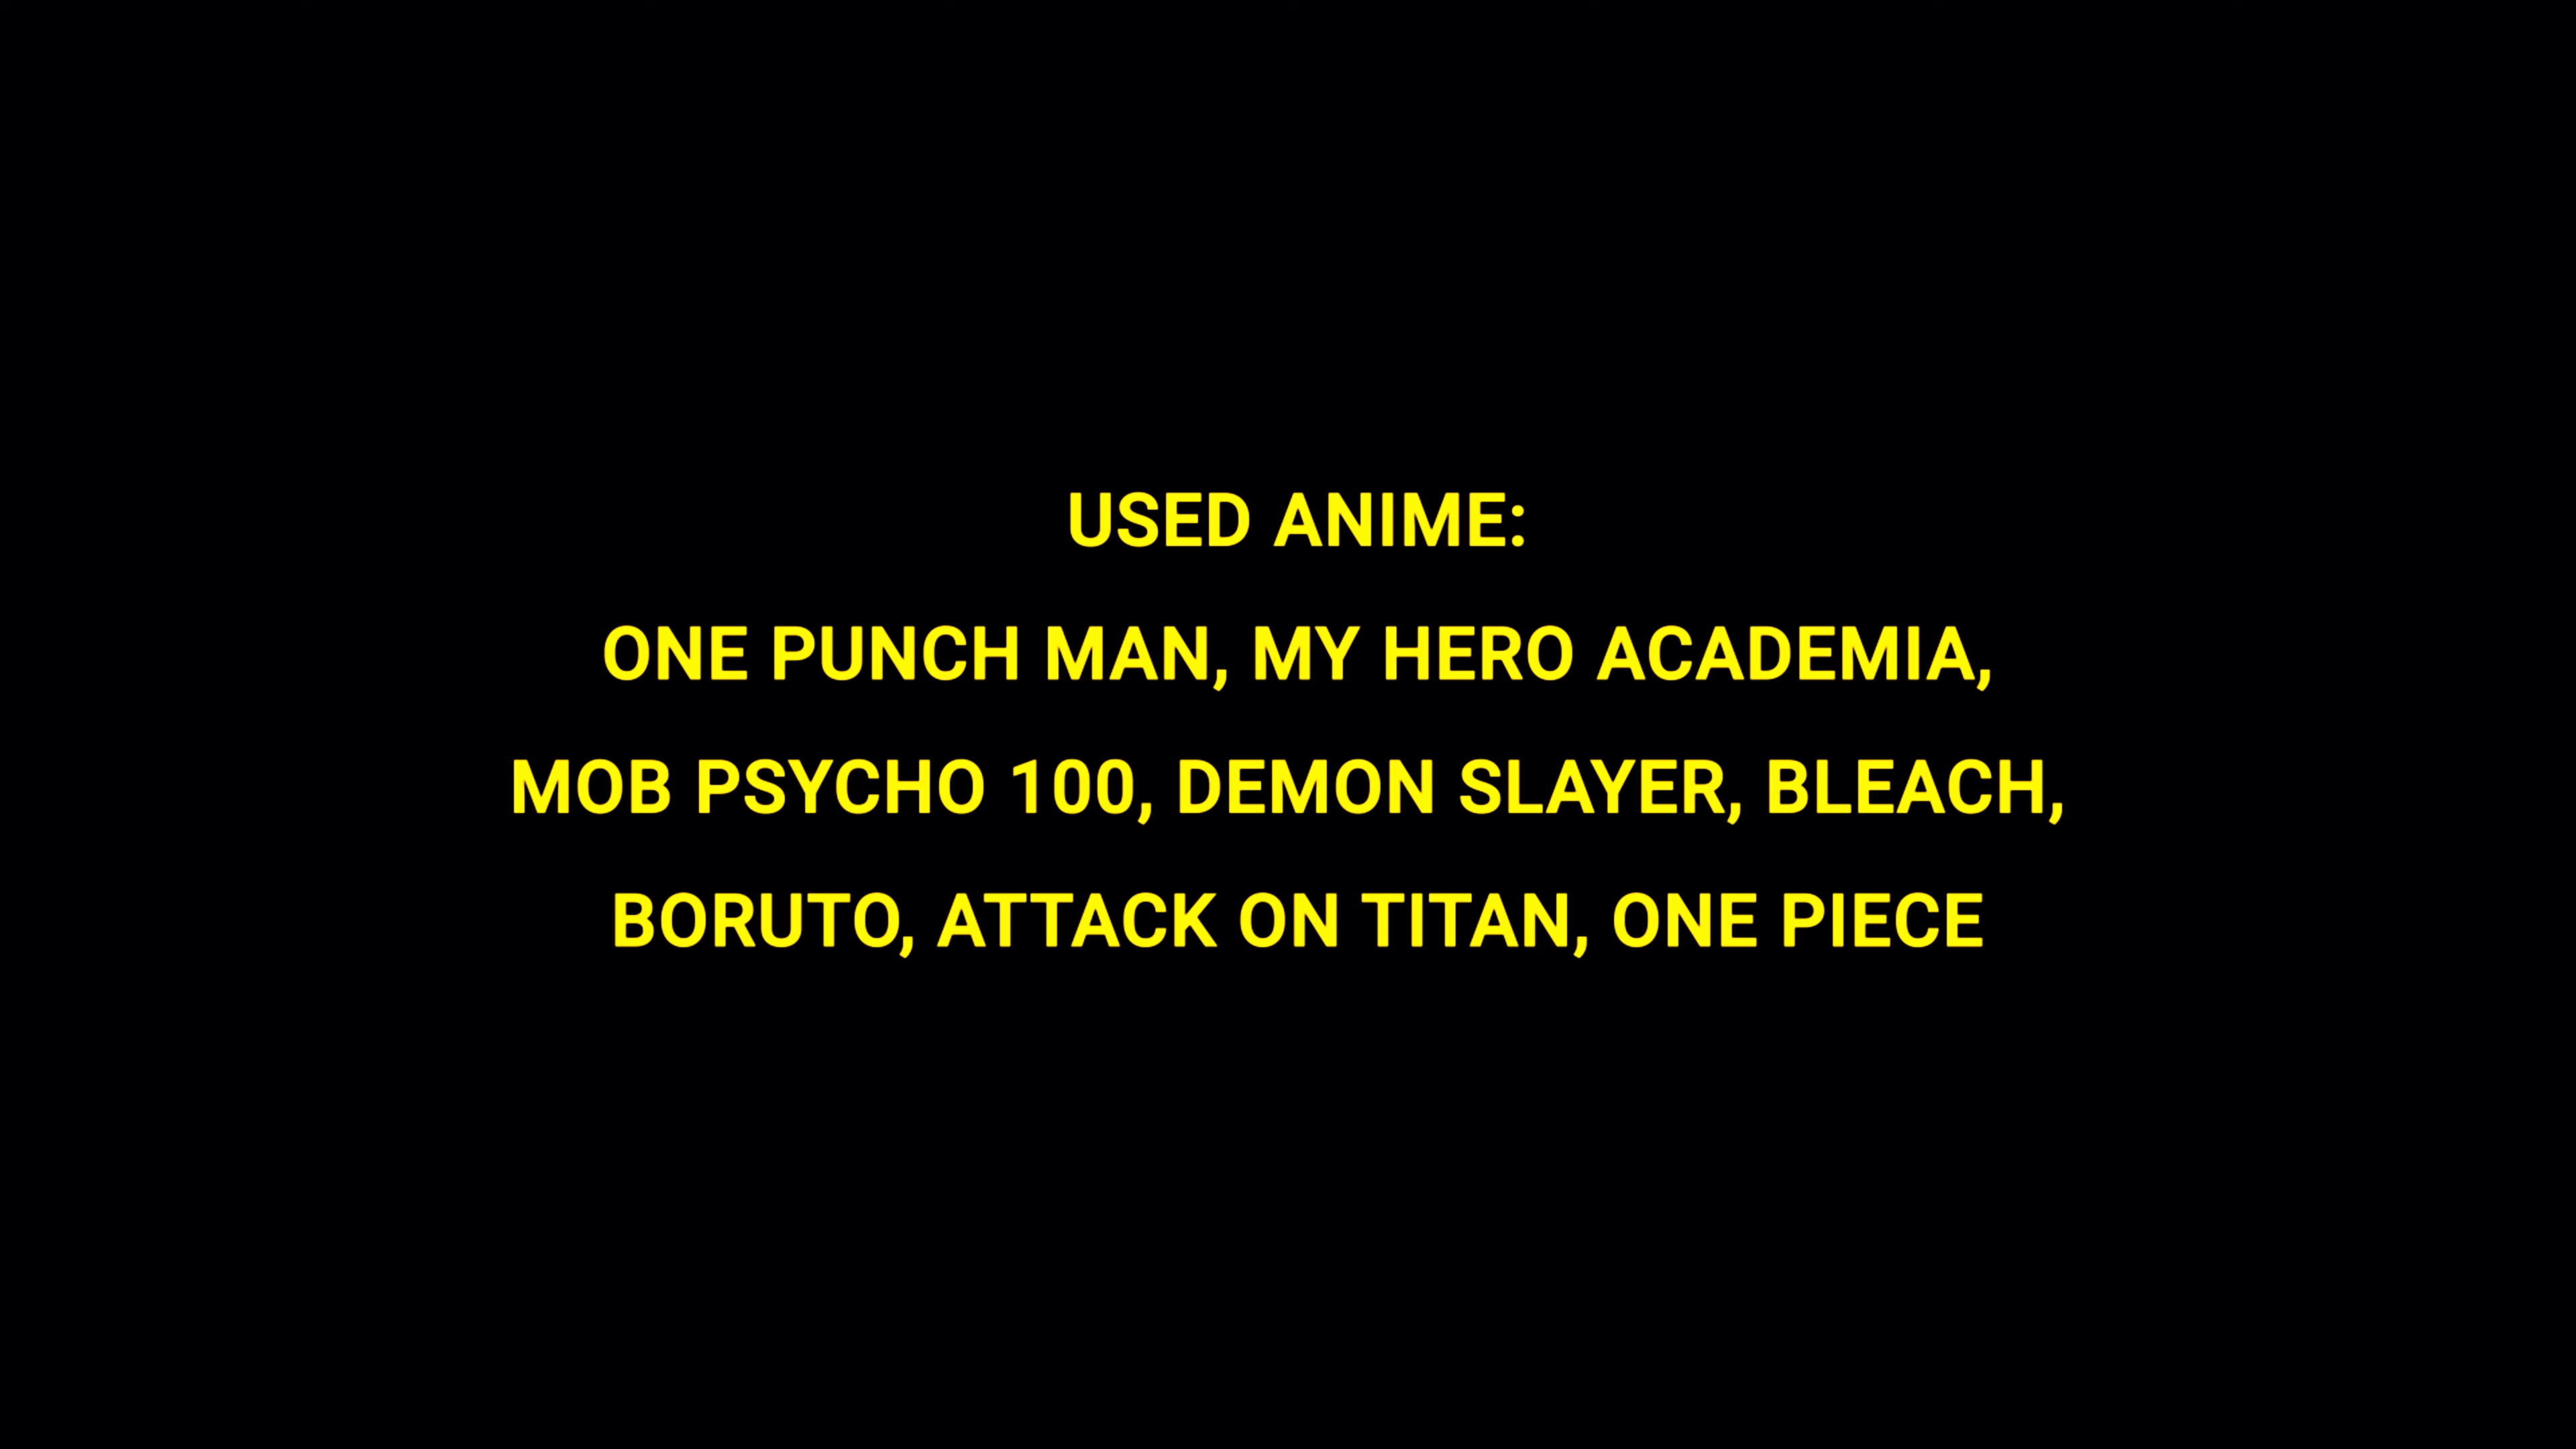 USED ANIME:
ONE PUNCH MAN, MY HERO ACADEMIA,
MOB PSYCHO 100, DEMON SLAYER, BLEACH,
BORUTO, ATTACK ON TITAN, ONE PIECE